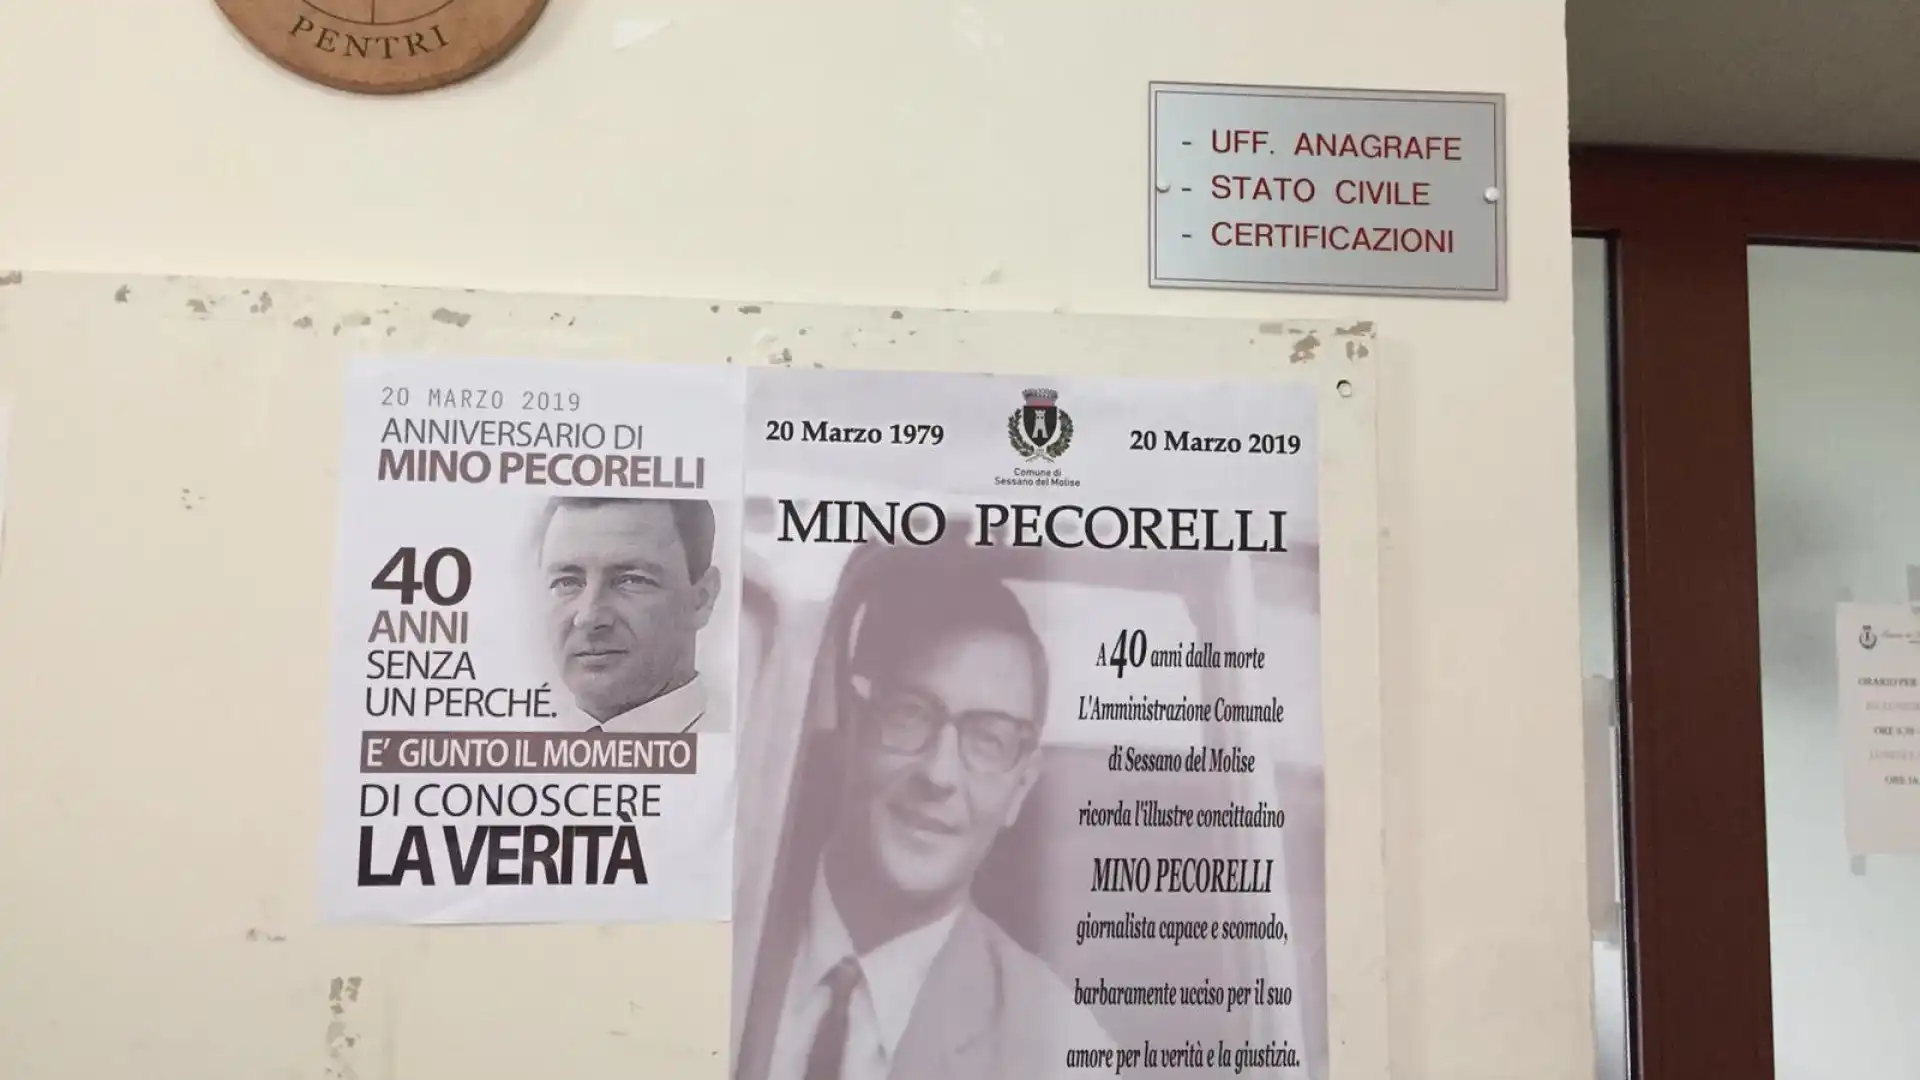 PENTRI
- UFF. ANAGRAFE
- STATO CIVILE
- CERTIFICAZIONI
20 MARZO 2019
ANNIVERSARIO DI
MINO PECORELLI
40
ANNI
SENZA
UN PERCHÉ.
E' GIUNTO IL MOMENTO
DI CONOSCERE
LA VERITÀ
20 Marzo 1979
Comune di
Sessano del Molise
20 Marzo 2019
MINO PECORELLI
A 40 anni dalla morte
L'Amministrazione Comunale
di Sessano del Molise
ricorda l'illustre concittadino
MINO PECORELLI
giornalista capace e scomodo,
barbaramente ucciso per il suo
amore per la verità e la giustizia.
ORARIO PER